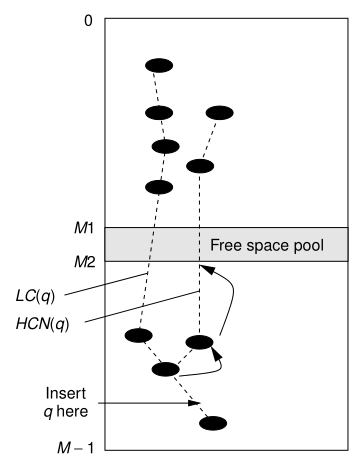 0
M1
Free space pool
M2
LC(q)
HCN(q)
Insert
q here
M – 1